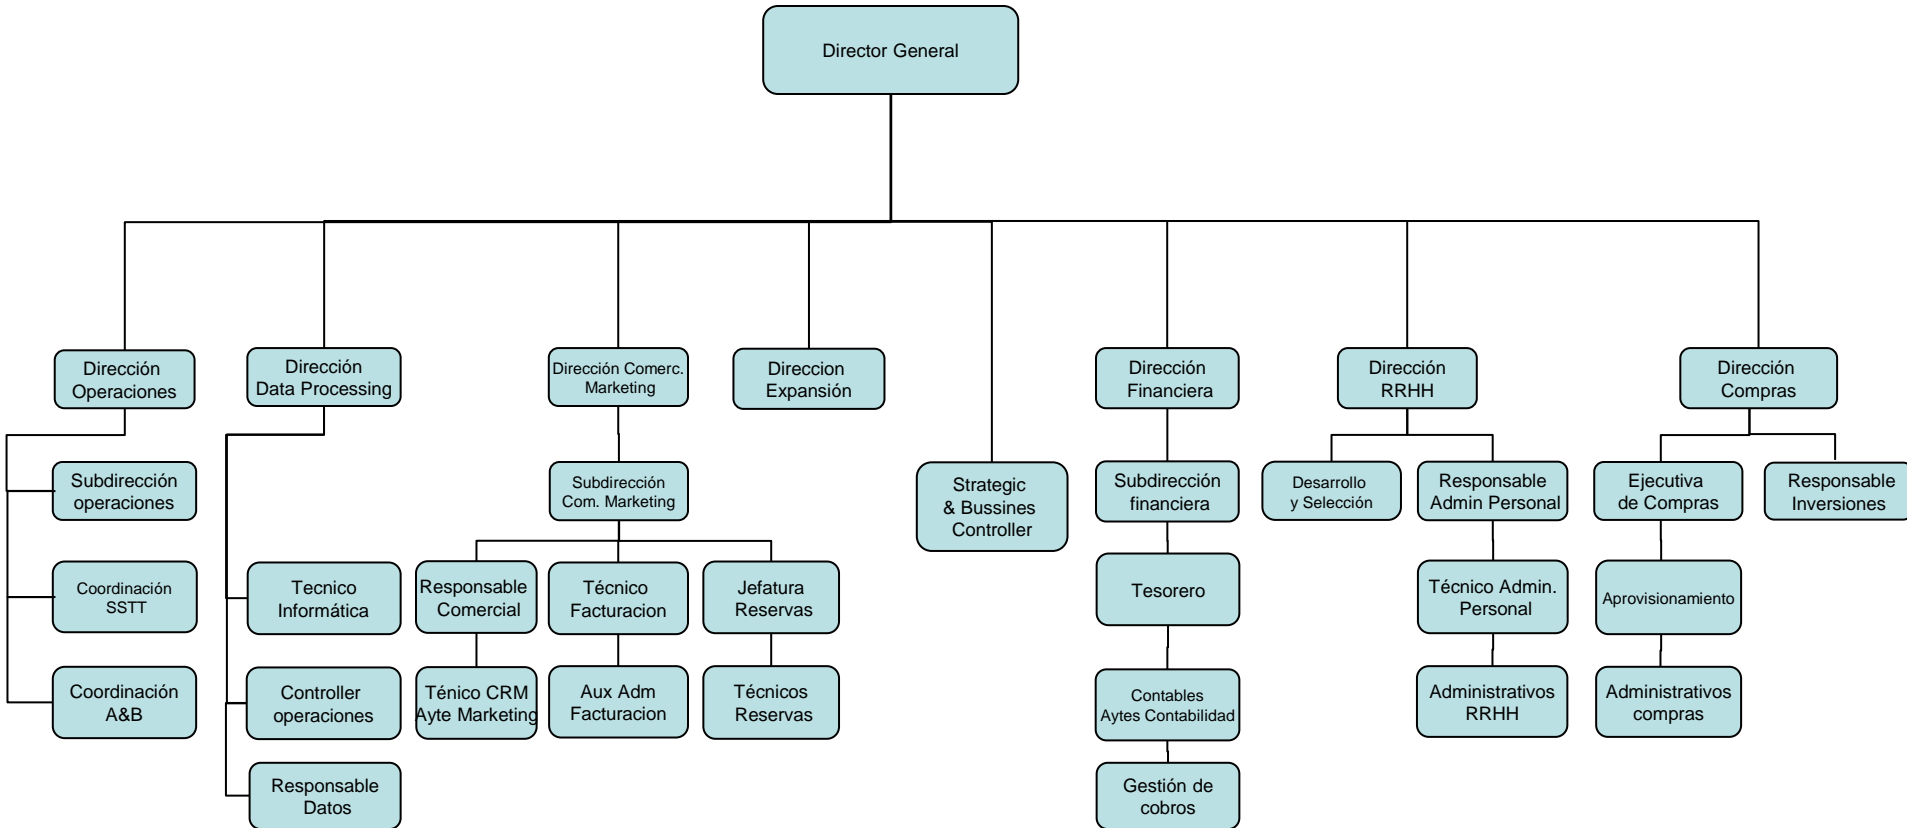 Director General
Dirección
Operaciones
Dirección
Data Processing
Dirección Comerc.
Marketing
Direccion
Expansión
Dirección
Financiera
Dirección
RRHH
Dirección
Compras
Subdirección
operaciones
Subdirección
Com. Marketing
Strategic
& Bussines
Controller
Subdirección
financiera
Desarrollo
y Selección
Responsable
Admin Personal
Ejecutiva
de Compras
Responsable
Inversiones
Coordinación
SSTT
Tecnico
Informática
Responsable
Comercial
Técnico
Facturacion
Jefatura
Reservas
Tesorero
Técnico Admin.
Personal
Aprovisionamiento
Coordinación
A&B
Controller
operaciones
Ténico CRM
Ayte Marketing
Aux Adm
Facturacion
Técnicos
Reservas
Contables
Aytes Contabilidad
Administrativos
RRHH
Administrativos
compras
Responsable
Datos
Gestión de
cobros